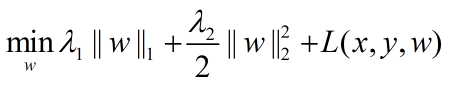 min_w λ₁ ‖ w ‖₁ + λ₂/2 ‖ w ‖₂² + L(x, y, w)